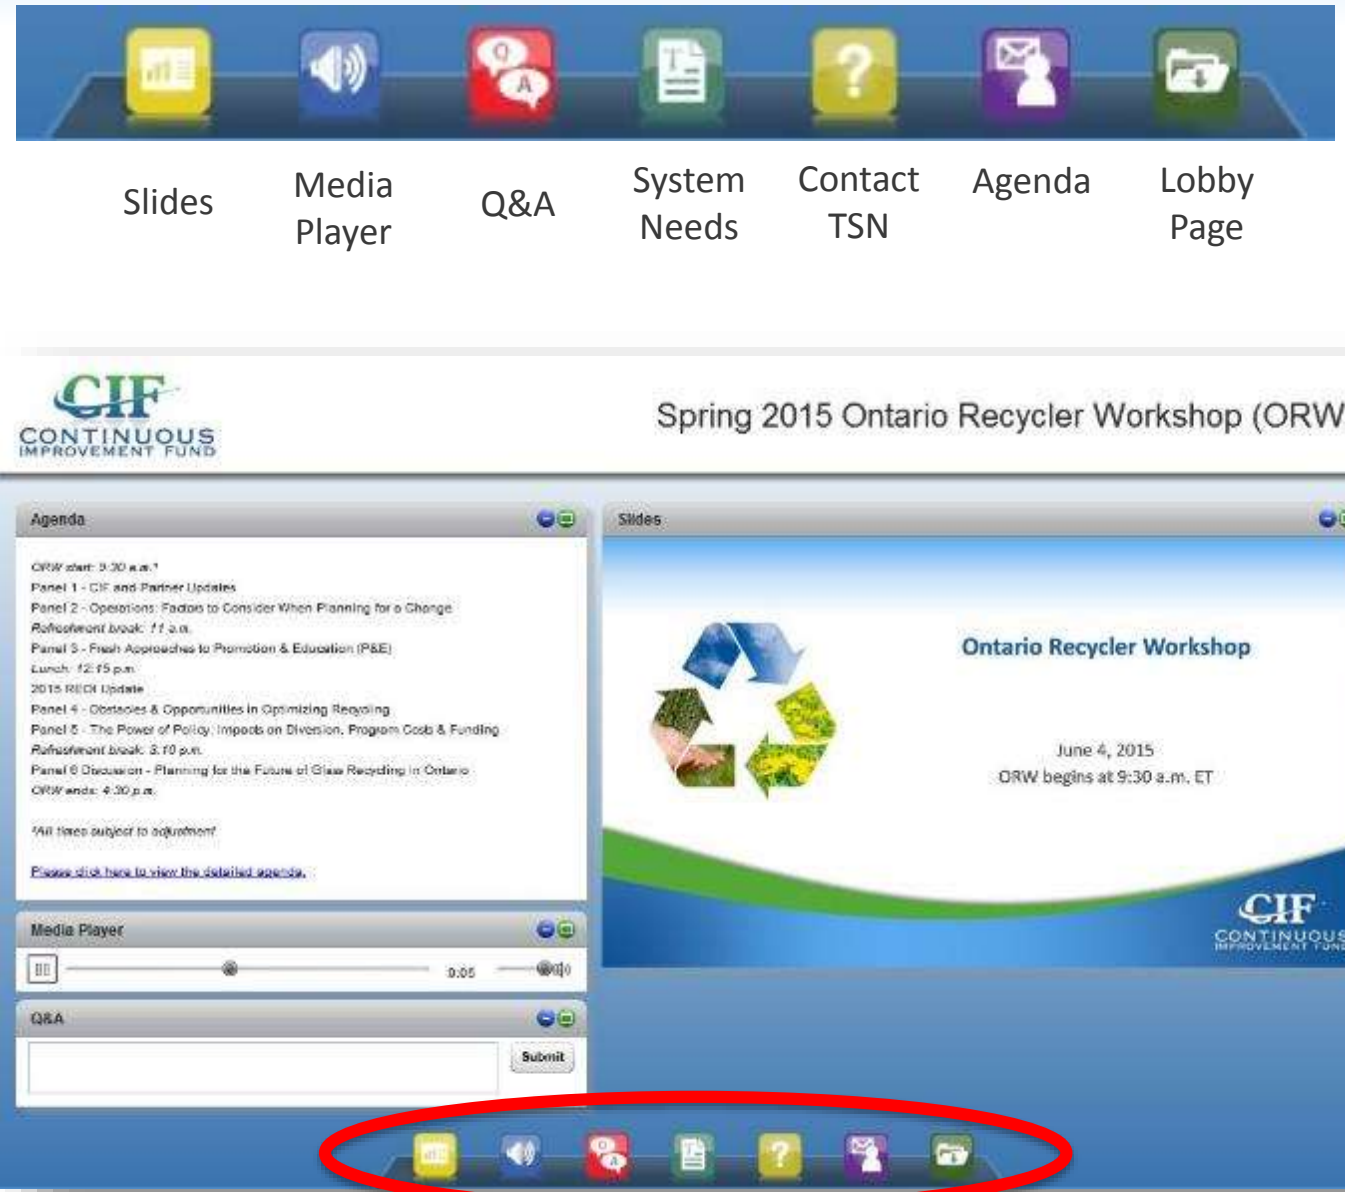 Slides
Media
Player
Q&A
System
Needs
Contact
TSN
Agenda
Lobby
Page
CIF
CONTINUOUS
IMPROVEMENT FUND
Spring 2015 Ontario Recycler Workshop (ORW
Agenda
ORW start: 9:30 a.m.*
Panel 1 - CIF and Partner Updates
Panel 2 - Operations: Factors to Consider When Planning for a Change
Refreshment break: 11 a.m.
Panel 3 - Fresh Approaches to Promotion & Education (P&E)
Lunch: 12:15 p.m.
2015 REOI Update
Panel 4 - Obstacles & Opportunities in Optimizing Recycling
Panel 5 - The Power of Policy: Impacts on Diversion, Program Costs & Funding
Refreshment break: 3:10 p.m.
Panel 6 Discussion - Planning for the Future of Glass Recycling in Ontario
ORW ends: 4:30 p.m.
*All times subject to adjustment
Please click here to view the detailed agenda.
Media Player
0:05
Q&A
Submit
Slides
Ontario Recycler Workshop
June 4, 2015
ORW begins at 9:30 a.m. ET
CIF
CONTINUOUS
IMPROVEMENT FUND